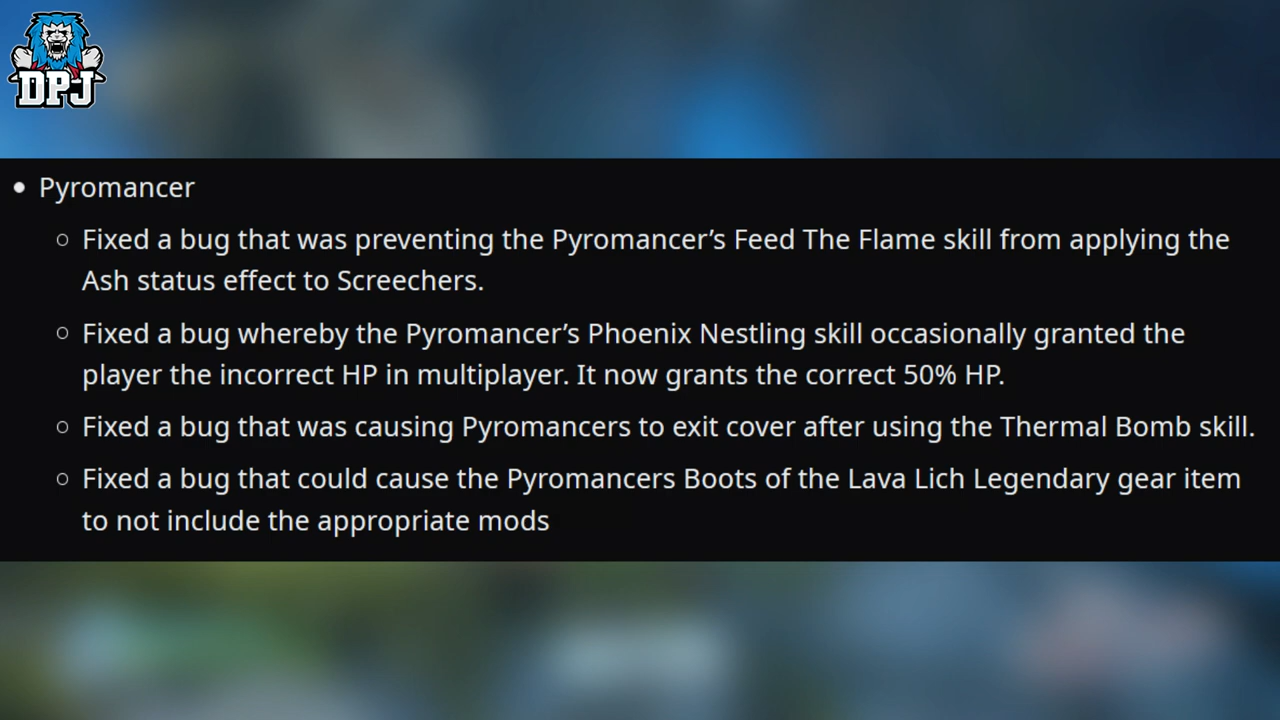 DPJ
• Pyromancer
○ Fixed a bug that was preventing the Pyromancer’s Feed The Flame skill from applying the
Ash status effect to Screechers.
○ Fixed a bug whereby the Pyromancer’s Phoenix Nestling skill occasionally granted the
player the incorrect HP in multiplayer. It now grants the correct 50% HP.
○ Fixed a bug that was causing Pyromancers to exit cover after using the Thermal Bomb skill.
○ Fixed a bug that could cause the Pyromancers Boots of the Lava Lich Legendary gear item
to not include the appropriate mods